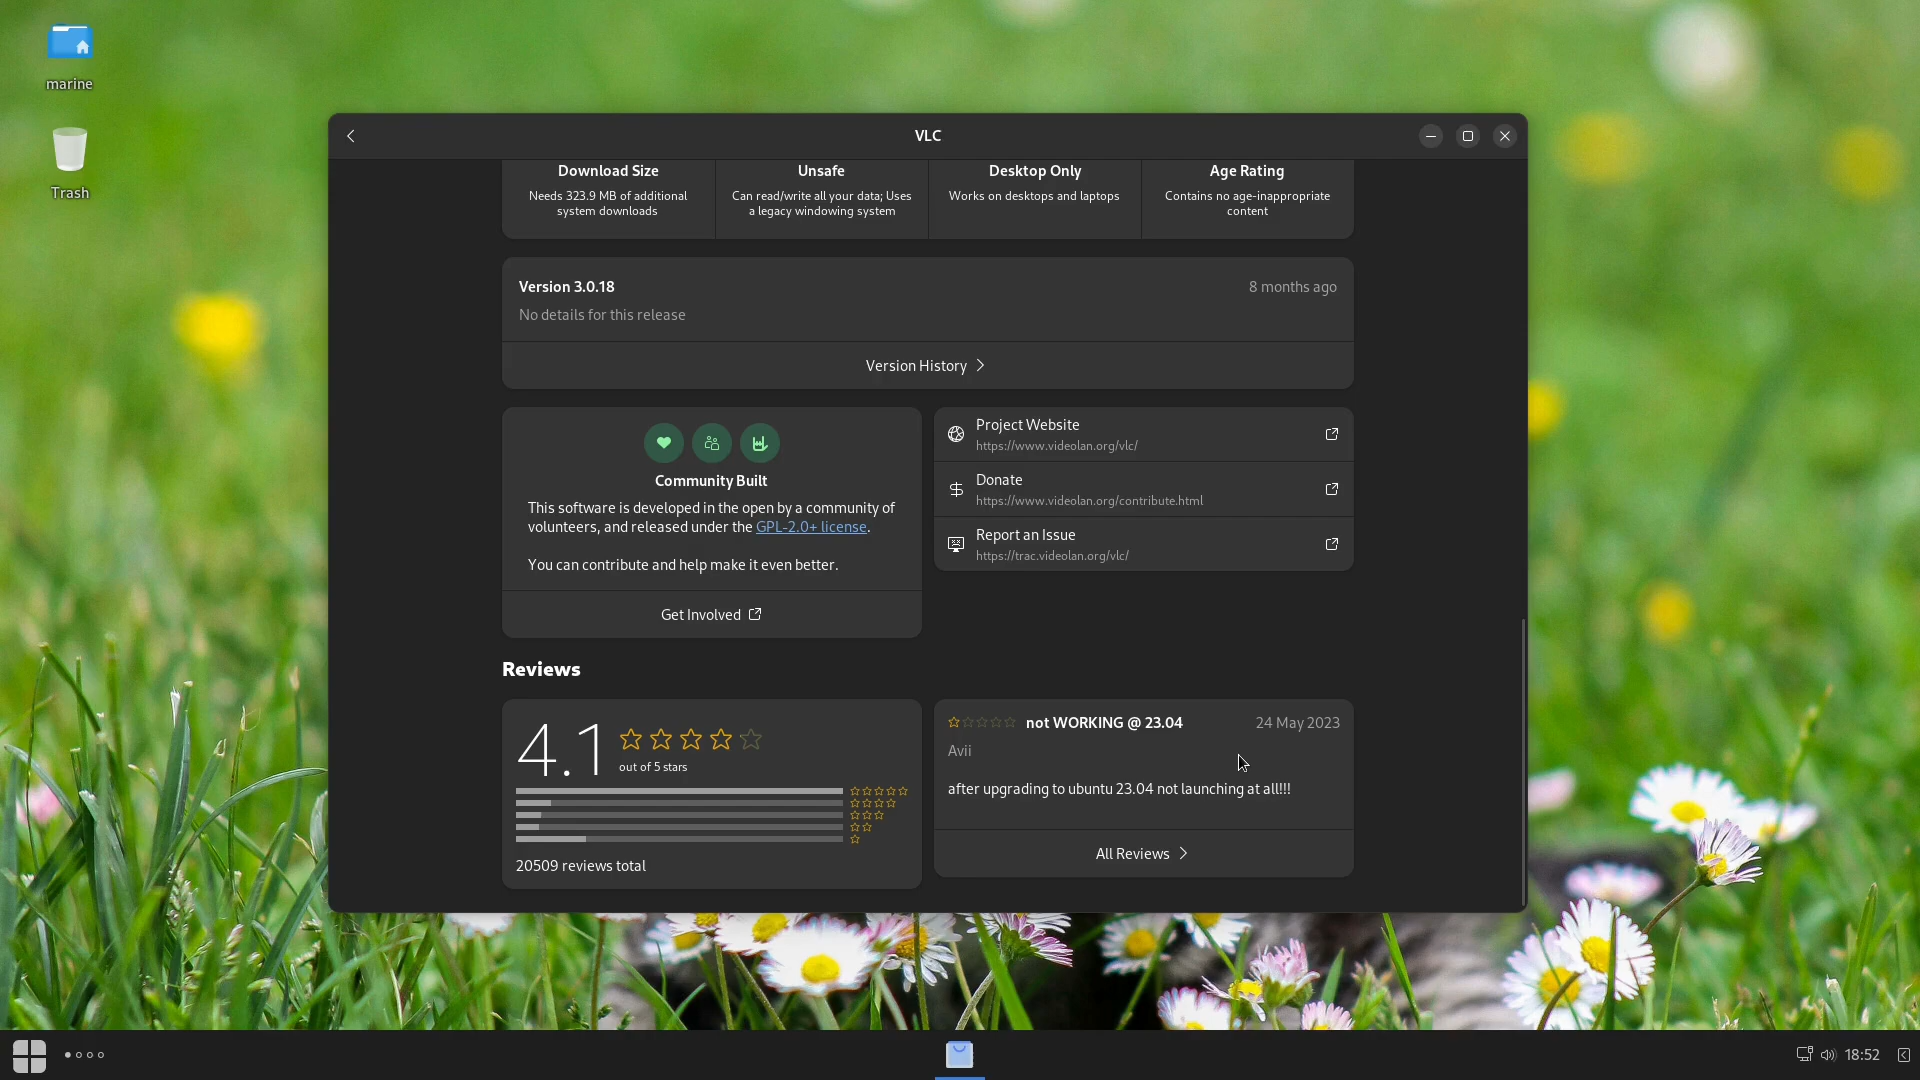 marine
Trash
VLC
Download Size
Needs 323.9 MB of additional
system downloads
Unsafe
Can read/write all your data; Uses
a legacy windowing system
Desktop Only
Works on desktops and laptops
Age Rating
Contains no age-inappropriate
content
Version 3.0.18
8 months ago
No details for this release
Version History
Community Built
This software is developed in the open by a community of
volunteers, and released under the GPL-2.0+ license.
You can contribute and help make it even better.
Get Involved
Project Website
https://www.videolan.org/vlc/
Donate
https://www.videolan.org/contribute.html
Report an Issue
https://trac.videolan.org/vlc/
Reviews
4.1
out of 5 stars
20509 reviews total
not WORKING @ 23.04
24 May 2023
Avii
after upgrading to ubuntu 23.04 not launching at all!!!
All Reviews
18:52